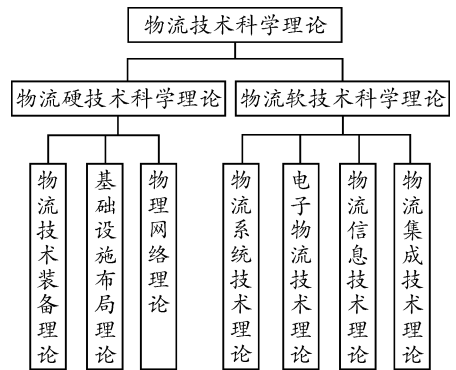 物流技术科学理论
物流硬技术科学理论
物流软技术科学理论
物流技术装备理论
基础设施布局理论
物理网络理论
物流系统技术理论
电子物流技术理论
物流信息技术理论
物流集成技术理论